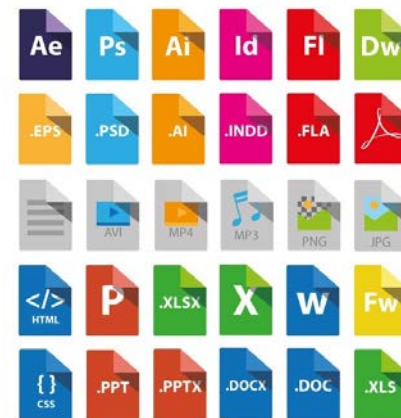 Ae Ps Ai Id Fl Dw
.EPS .PSD .AI .INDD .FLA
AVI MP4 MP3 PNG JPG
</> HTML P .XLSX X W Fw
{ } CSS .PPT .PPTX .DOCX .DOC .XLS